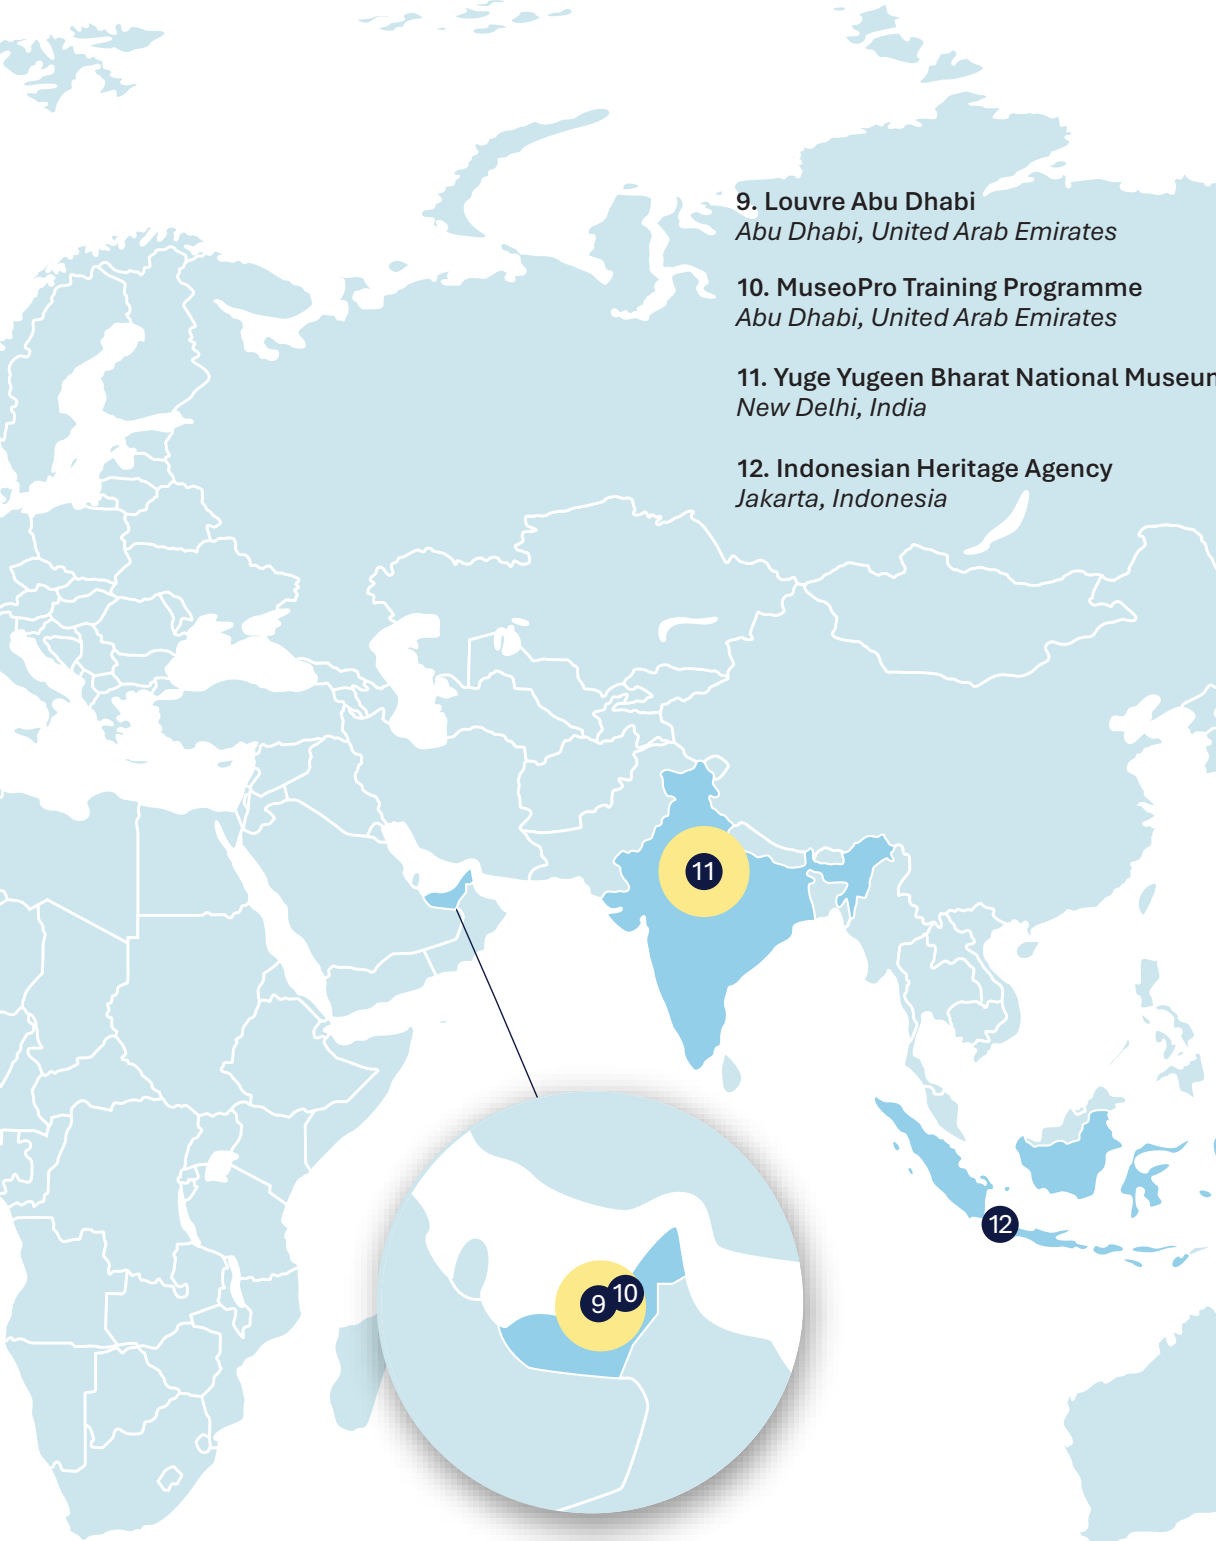 9. Louvre Abu Dhabi
Abu Dhabi, United Arab Emirates
10. MuseoPro Training Programme
Abu Dhabi, United Arab Emirates
11. Yuge Yugeen Bharat National Museum
New Delhi, India
12. Indonesian Heritage Agency
Jakarta, Indonesia
11
12
9 10